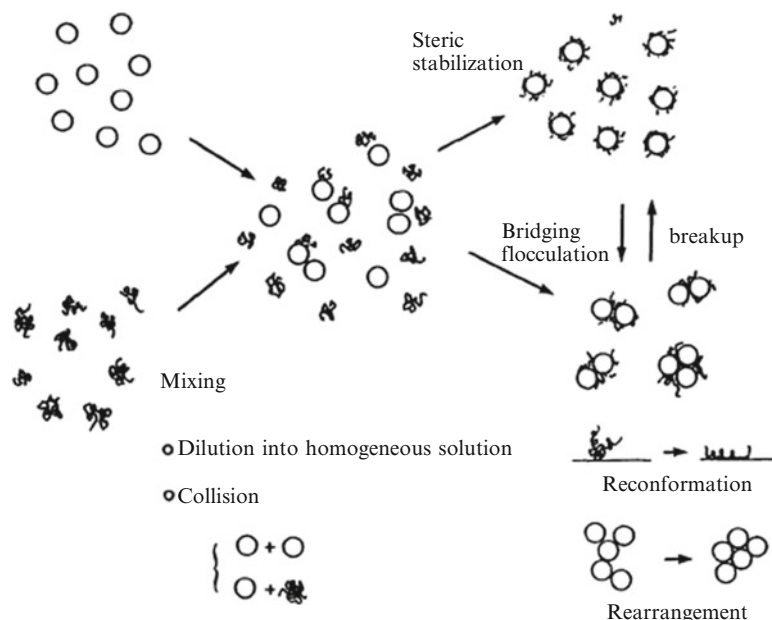 Steric
stabilization
Bridging
flocculation
breakup
Mixing
Dilution into homogeneous solution
Collision
+
+
Reconformation
Rearrangement